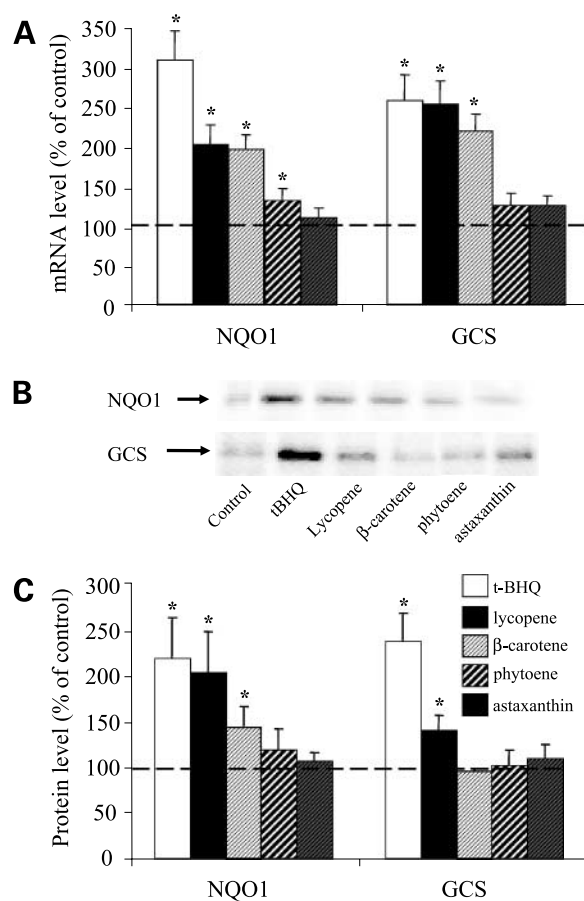 A
mRNA level (% of control)
350
300
250
200
150
100
50
0
*
*
*
*
*
*
*
NQO1
GCS
B
NQO1
GCS
Control
tBHQ
Lycopene
β-carotene
phytoene
astaxanthin
C
Protein level (% of control)
300
250
200
150
100
50
0
*
*
*
*
*
t-BHQ
lycopene
β-carotene
phytoene
astaxanthin
NQO1
GCS